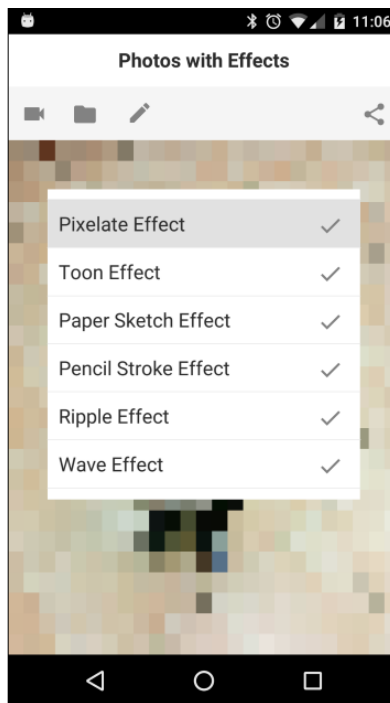 11:06
Photos with Effects
Pixelate Effect
Toon Effect
Paper Sketch Effect
Pencil Stroke Effect
Ripple Effect
Wave Effect